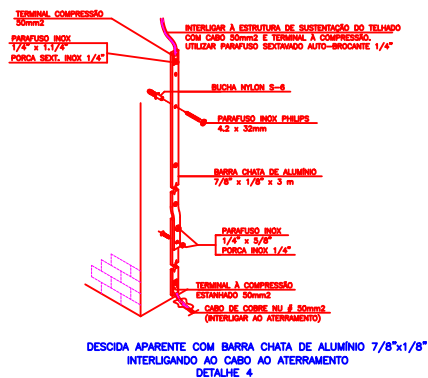 TERMINAL COMPRESSÃO
50mm2
PARAFUSO INOX
1/4" x 1.1/4"
PORCA SEXT. INOX 1/4"
INTERLIGAR À ESTRUTURA DE SUSTENTAÇÃO DO TELHADO
COM CABO 50mm2 E TERMINAL À COMPRESSÃO.
UTILIZAR PARAFUSO SEXTAVADO AUTO-BROCANTE 1/4"
BUCHA NYLON S-6
PARAFUSO INOX PHILIPS
4.2 x 32mm
BARRA CHATA DE ALUMÍNIO
7/8" x 1/8" x 3 m
PARAFUSO INOX
1/4" x 5/8"
PORCA INOX 1/4"
TERMINAL À COMPRESSÃO
ESTANHADO 50mm2
CABO DE COBRE NU # 50mm2
(INTERLIGAR AO ATERRAMENTO)
DESCIDA APARENTE COM BARRA CHATA DE ALUMÍNIO 7/8"x1/8"
INTERLIGANDO AO CABO AO ATERRAMENTO
DETALHE 4